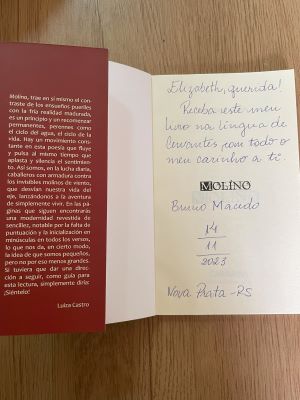 Molino, trae en sí mismo el con-
traste de los ensueños pueriles
con la fría realidad madurada,
es un principio y un recomenzar
permanentes, perennes como
el ciclo del agua, el ciclo de la
vida. Hay un movimiento cons-
tante en esta poesía que fluye
y pulsa al mismo tiempo que
aplasta y silencia el sentimien-
to. Así somos, en la lucha diaria,
caballeros con armadura contra
los invisibles molinos de viento,
que desvían nuestra vida del
eje, lanzándonos a la aventura
de simplemente vivir. En las pá-
ginas que siguen encontrarás
una modernidad revestida de
sencillez, notable por la falta de
puntuación y la inicialización en
minúsculas en todos los versos,
lo que nos da, en cierto modo,
la idea de que somos pequeños,
pero no por eso menos grandes.
Si tuviera que dar una direc-
ción a seguir, como guía para
esta lectura, simplemente diría:
¡Siéntelo!
Luiza Castro
Elizabeth, querida!
Receba este meu
livro na língua de
Cervantes com todo o
meu carinho a ti.
MOLINO
Bruno Macedo
14
11
2023
Nova Prata-RS